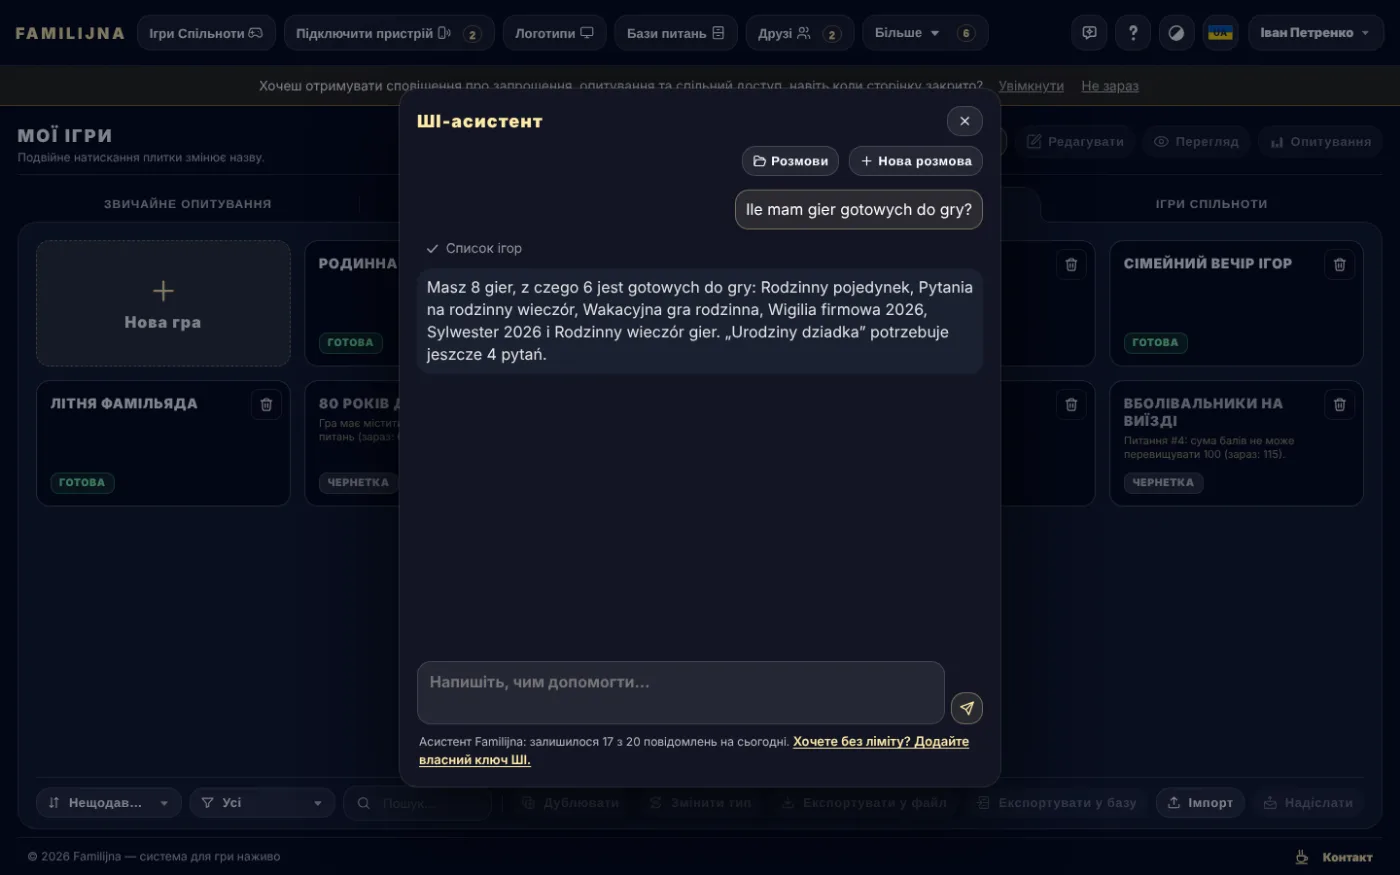 FAMILIJNA
Ігри Спільноти
Підключити пристрій 2
Логотипи
Бази питань
Друзі 2
Більше 6
Іван Петренко
Хочеш отримувати сповіщення про запрошення, опитування та спільний доступ, навіть коли сторінку закрито? Увімкнути Не зараз
МОЇ ІГРИ
Подвійне натискання плитки змінює назву.
Редагувати
Перегляд
Опитування
ЗВИЧАЙНЕ ОПИТУВАННЯ
ІГРИ СПІЛЬНОТИ
Нова гра
РОДИННА
ГОТОВА
СІМЕЙНИЙ ВЕЧІР ІГОР
ГОТОВА
ЛІТНЯ ФАМІЛЬЯДА
ГОТОВА
80 РОКІВ
Гра має
питань (зараз:
ЧЕРНЕТКА
ВБОЛІВАЛЬНИКИ НА
ВИЇЗДІ
Питання #4: сума балів не може
перевищувати 100 (зараз: 115).
ЧЕРНЕТКА
ШІ-асистент
Розмови
Нова розмова
Ile mam gier gotowych do gry?
Список ігор
Masz 8 gier, z czego 6 jest gotowych do gry: Rodzinny pojedynek, Pytania
na rodzinny wieczór, Wakacyjna gra rodzinna, Wigilia firmowa 2026,
Sylwester 2026 i Rodzinny wieczór gier. „Urodziny dziadka” potrzebuje
jeszcze 4 pytań.
Напишіть, чим допомогти...
Асистент Familijna: залишилося 17 з 20 повідомлень на сьогодні. Хочете без ліміту? Додайте
власний ключ ШІ.
Нещодав...
Усі
Пошук...
Дублювати
Змінити тип
Експортувати у файл
Експортувати у базу
Імпорт
Надіслати
© 2026 Familijna — система для гри наживо
Контакт